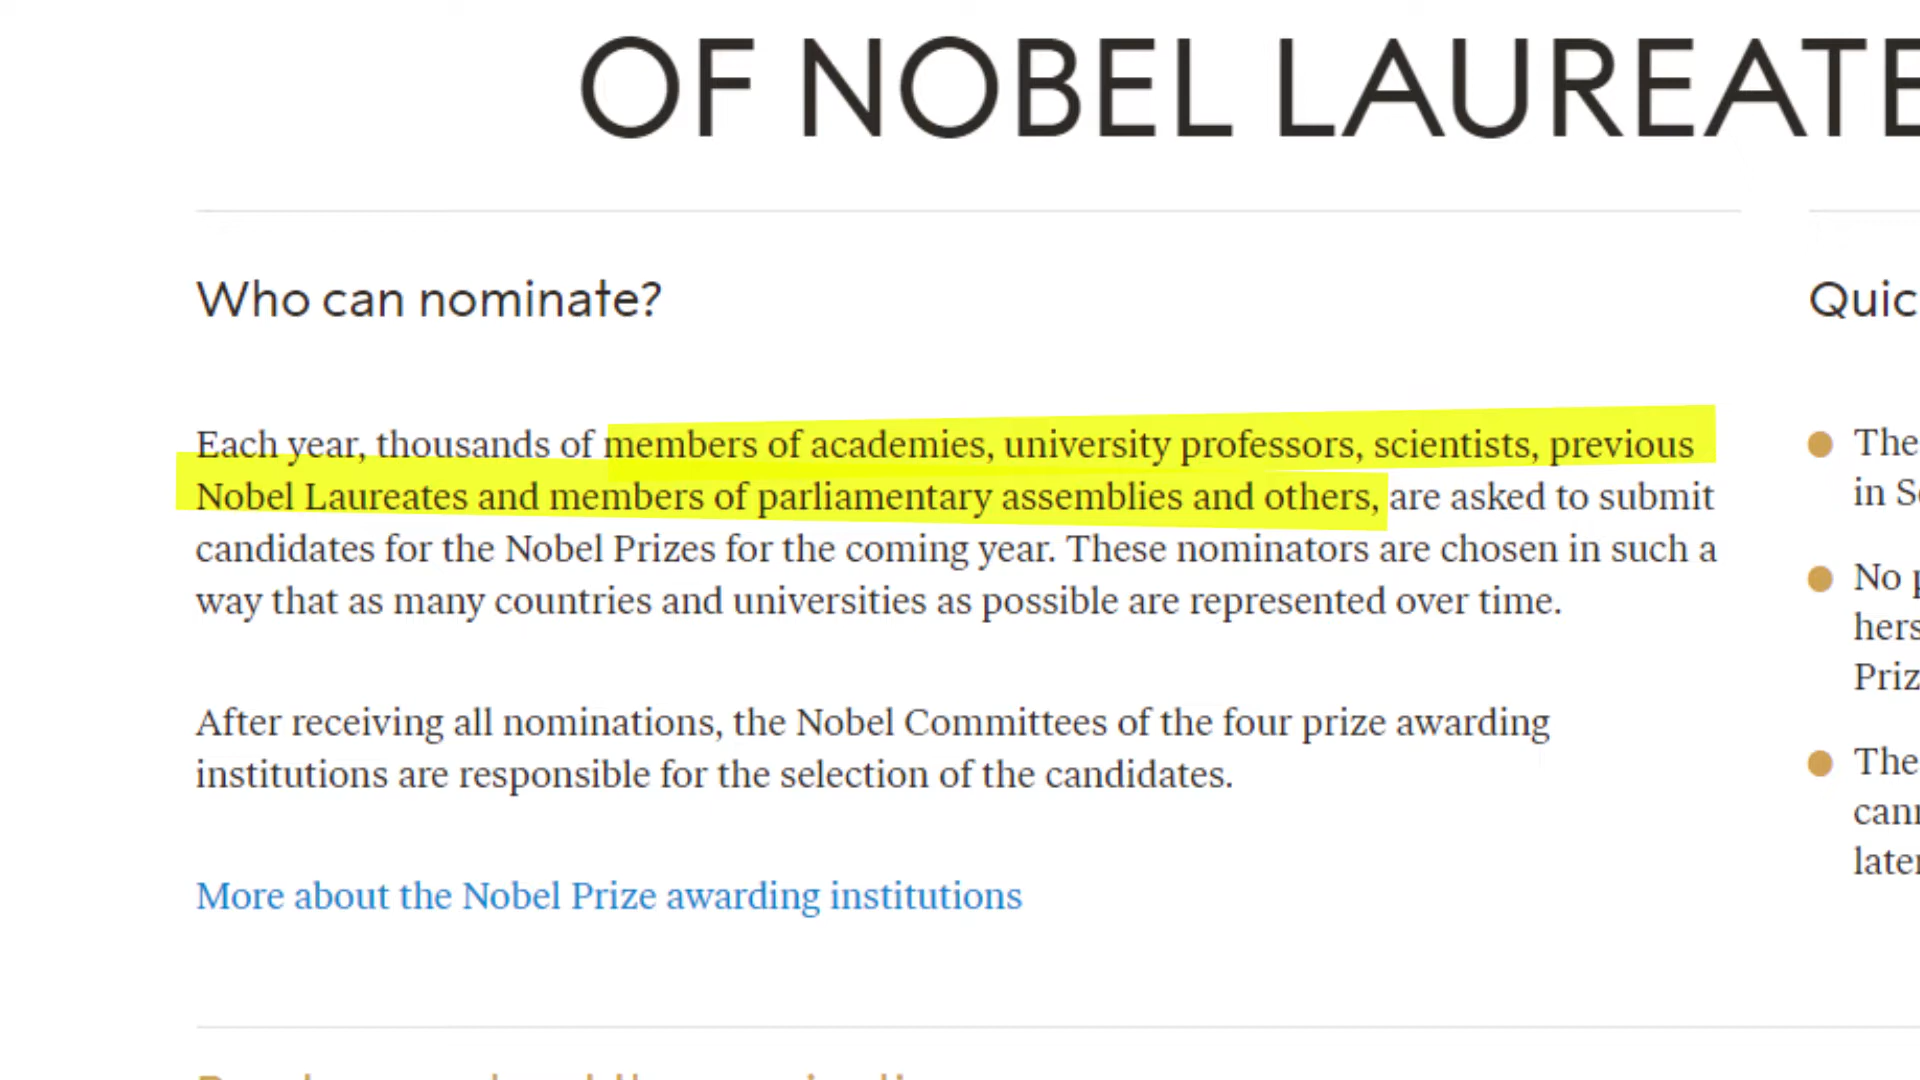 OF NOBEL LAUREATE
Who can nominate?
Each year, thousands of members of academies, university professors, scientists, previous
Nobel Laureates and members of parliamentary assemblies and others, are asked to submit
candidates for the Nobel Prizes for the coming year. These nominators are chosen in such a
way that as many countries and universities as possible are represented over time.
After receiving all nominations, the Nobel Committees of the four prize awarding
institutions are responsible for the selection of the candidates.
More about the Nobel Prize awarding institutions
Quic
The
in S
No
hers
Priz
The
can
later